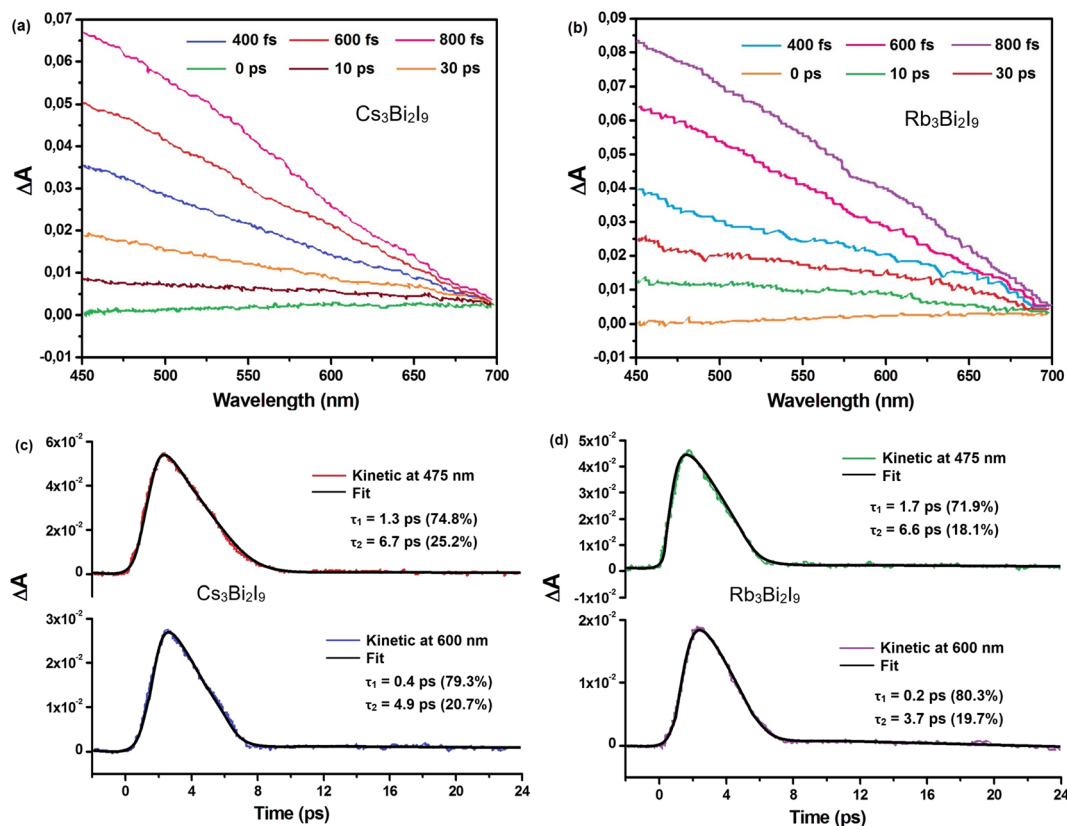 (a)
400 fs 600 fs 800 fs
0 ps 10 ps 30 ps
Cs₃Bi₂I₉
0,07
0,06
0,05
0,04
0,03
0,02
0,01
0,00
-0,01
ΔA
450 500 550 600 650 700
Wavelength (nm)
(b)
400 fs 600 fs 800 fs
0 ps 10 ps 30 ps
Rb₃Bi₂I₉
0,09
0,08
0,07
0,06
0,05
0,04
0,03
0,02
0,01
0,00
-0,01
ΔA
450 500 550 600 650 700
Wavelength (nm)
(c)
6x10⁻²
4x10⁻²
2x10⁻²
0
Kinetic at 475 nm
Fit
τ₁ = 1.3 ps (74.8%)
τ₂ = 6.7 ps (25.2%)
ΔA
Cs₃Bi₂I₉
3x10⁻²
2x10⁻²
1x10⁻²
0
Kinetic at 600 nm
Fit
τ₁ = 0.4 ps (79.3%)
τ₂ = 4.9 ps (20.7%)
0 4 8 12 16 20 24
Time (ps)
(d)
5x10⁻²
4x10⁻²
3x10⁻²
2x10⁻²
1x10⁻²
0
-1x10⁻²
Kinetic at 475 nm
Fit
τ₁ = 1.7 ps (71.9%)
τ₂ = 6.6 ps (18.1%)
ΔA
Rb₃Bi₂I₉
2x10⁻²
1x10⁻²
0
Kinetic at 600 nm
Fit
τ₁ = 0.2 ps (80.3%)
τ₂ = 3.7 ps (19.7%)
0 4 8 12 16 20 24
Time (ps)